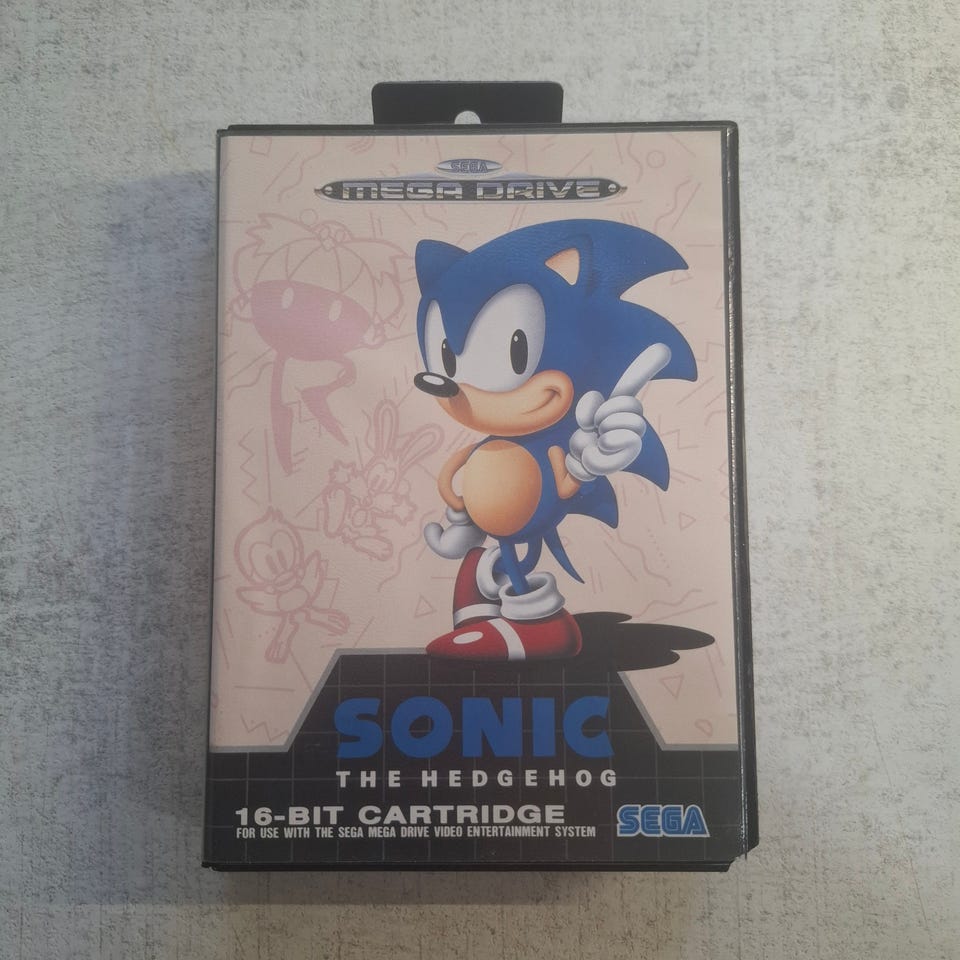 SEGA
MEGA DRIVE
SONIC
THE HEDGEHOG
16-BIT CARTRIDGE
FOR USE WITH THE SEGA MEGA DRIVE VIDEO ENTERTAINMENT SYSTEM
SEGA